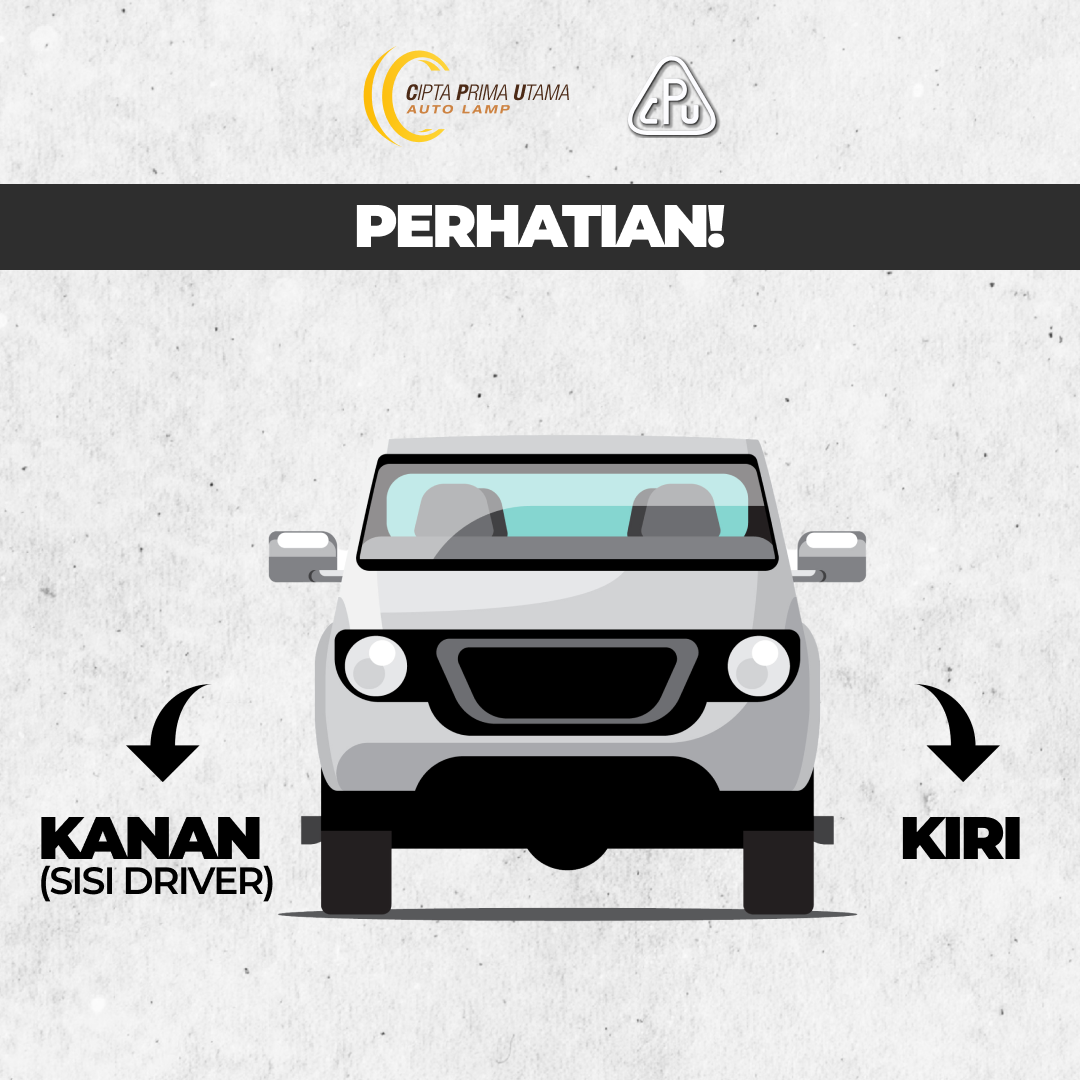 CIPTA PRIMA UTAMA
AUTO LAMP
CPU
PERHATIAN!
KANAN
(SISI DRIVER)
KIRI